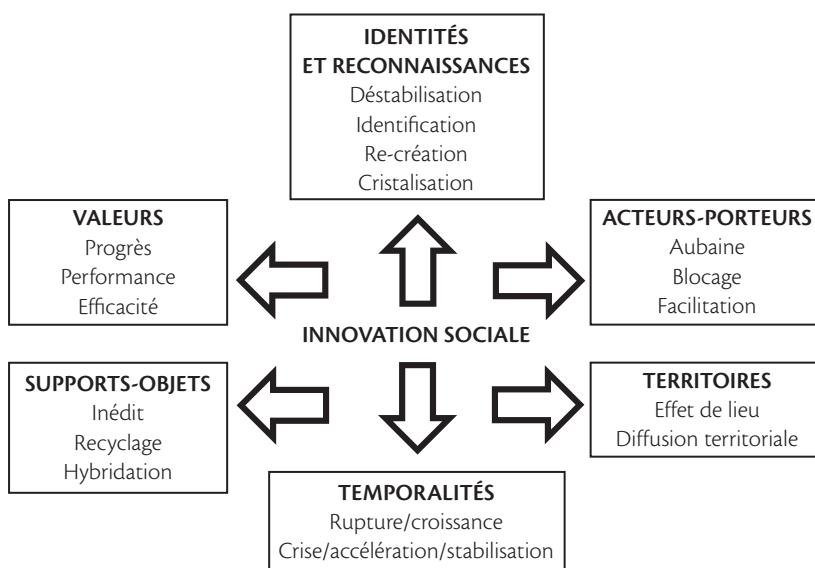 IDENTITÉS
ET RECONNAISSANCES
Déstabilisation
Identification
Re-création
Cristalisation
VALEURS
Progrès
Performance
Efficacité
ACTEURS-PORTEURS
Aubaine
Blocage
Facilitation
INNOVATION SOCIALE
SUPPORTS-OBJETS
Inédit
Recyclage
Hybridation
TERRITOIRES
Effet de lieu
Diffusion territoriale
TEMPORALITÉS
Rupture/croissance
Crise/accélération/stabilisation